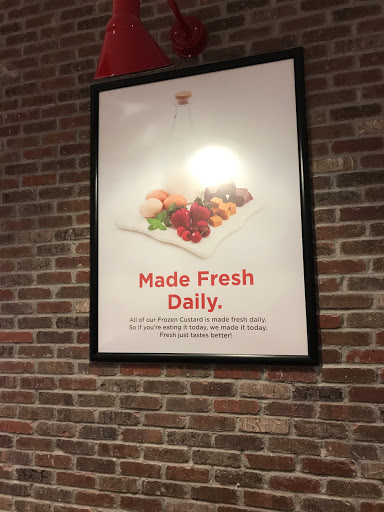 Made Fresh
Daily.
All of our Frozen Custard is made fresh daily.
So if you're eating it today, we made it today.
Fresh just tastes better!